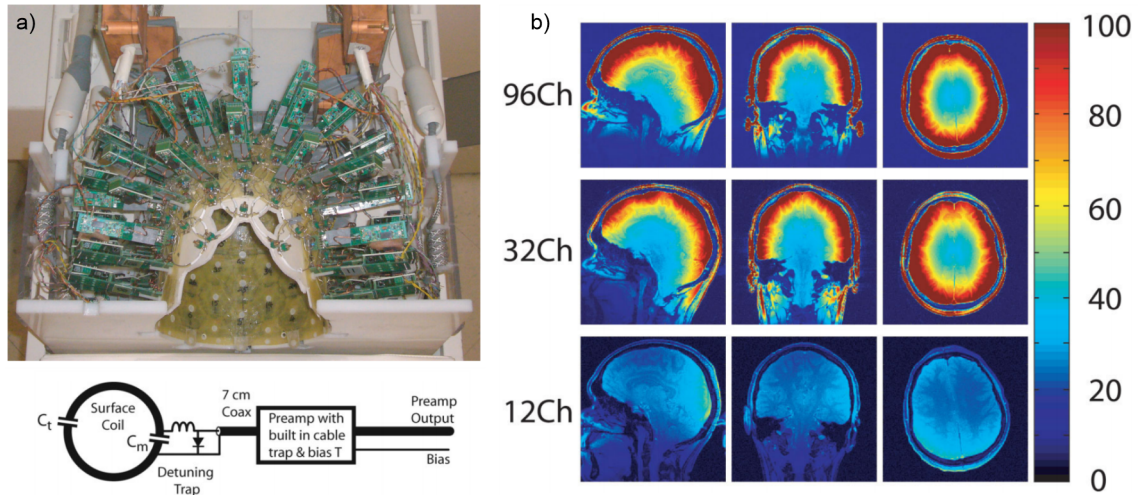 a)
Surface
Coil
Ct
Cm
Detuning
Trap
7 cm
Coax
Preamp with
built in cable
trap & bias T
Preamp
Output
Bias
b)
96Ch
32Ch
12Ch
100
80
60
40
20
0